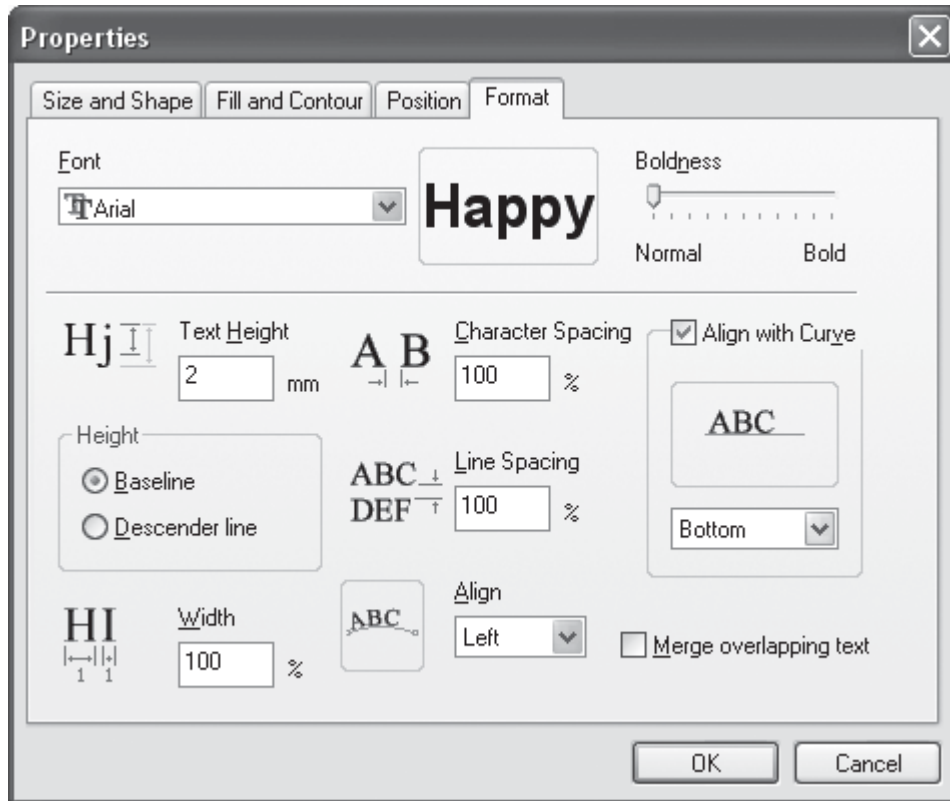 Properties
Size and Shape Fill and Contour Position Format
Font
Arial
Happy
Boldness
Normal Bold
Hj
Text Height
2 mm
A B
Character Spacing
100 %
Align with Curve
ABC
Bottom
Height
Baseline
Descender line
ABC
DEF
Line Spacing
100 %
HI
1 1
Width
100 %
ABC
Align
Left
Merge overlapping text
OK Cancel